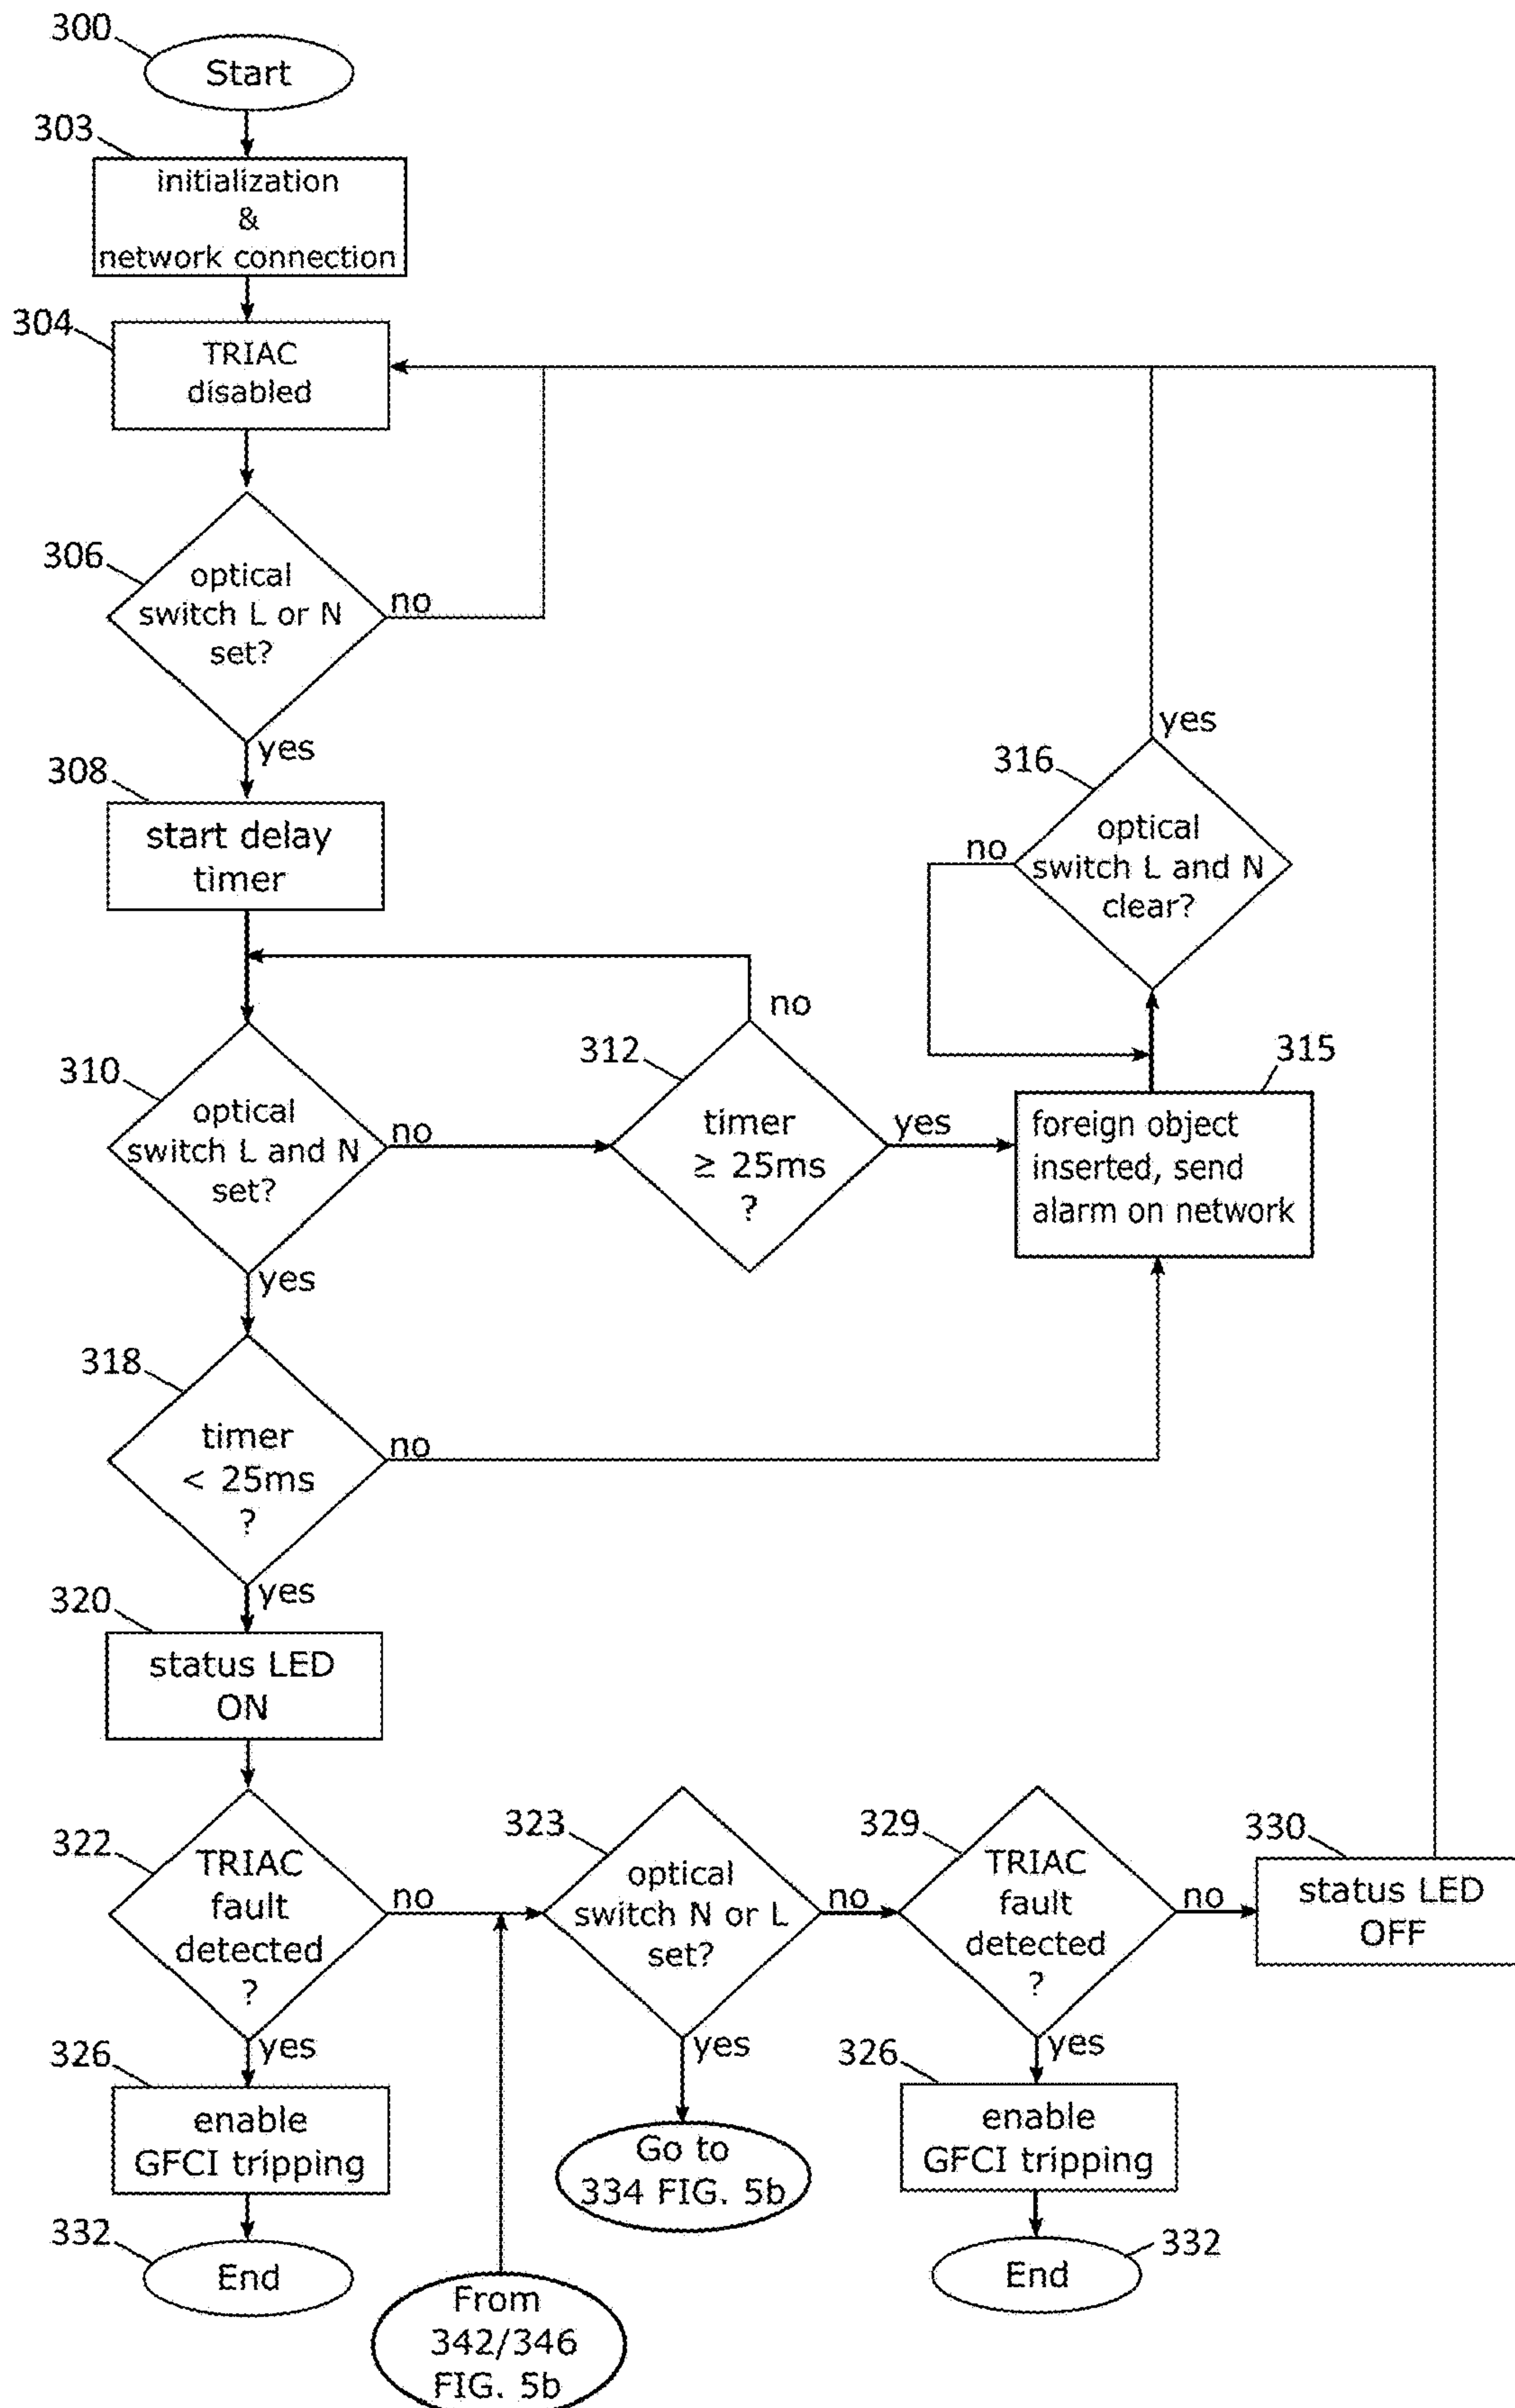 300
Start
303
initialization
&
network connection
304
TRIAC
disabled
306
optical
switch L or N
set?
no
yes
308
start delay
timer
316
yes
optical
switch L and N
clear?
no
310
optical
switch L and N
set?
no
yes
312
no
timer
≥ 25ms
?
yes
315
foreign object
inserted, send
alarm on network
318
timer
< 25ms
?
no
yes
320
status LED
ON
322
TRIAC
fault
detected
?
no
yes
323
optical
switch N or L
set?
no
yes
329
TRIAC
fault
detected
?
no
yes
330
status LED
OFF
326
enable
GFCI tripping
Go to
334 FIG. 5b
326
enable
GFCI tripping
332
End
From
342/346
FIG. 5b
End
332